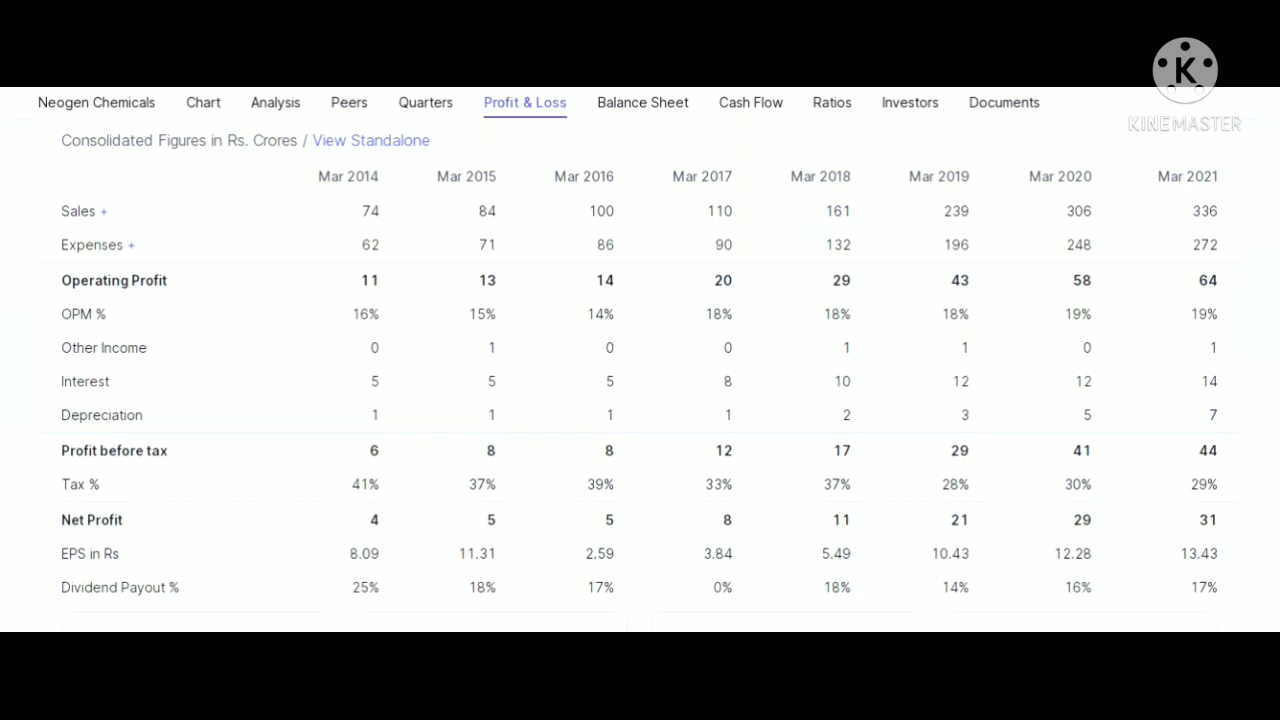 K
KINEMASTER
Neogen Chemicals Chart Analysis Peers Quarters Profit & Loss Balance Sheet Cash Flow Ratios Investors Documents
Consolidated Figures in Rs. Crores / View Standalone
Mar 2014 Mar 2015 Mar 2016 Mar 2017 Mar 2018 Mar 2019 Mar 2020 Mar 2021
Sales + 74 84 100 110 161 239 306 336
Expenses + 62 71 86 90 132 196 248 272
Operating Profit 11 13 14 20 29 43 58 64
OPM % 16% 15% 14% 18% 18% 18% 19% 19%
Other Income 0 1 0 0 1 1 0 1
Interest 5 5 5 8 10 12 12 14
Depreciation 1 1 1 1 2 3 5 7
Profit before tax 6 8 8 12 17 29 41 44
Tax % 41% 37% 39% 33% 37% 28% 30% 29%
Net Profit 4 5 5 8 11 21 29 31
EPS in Rs 8.09 11.31 2.59 3.84 5.49 10.43 12.28 13.43
Dividend Payout % 25% 18% 17% 0% 18% 14% 16% 17%